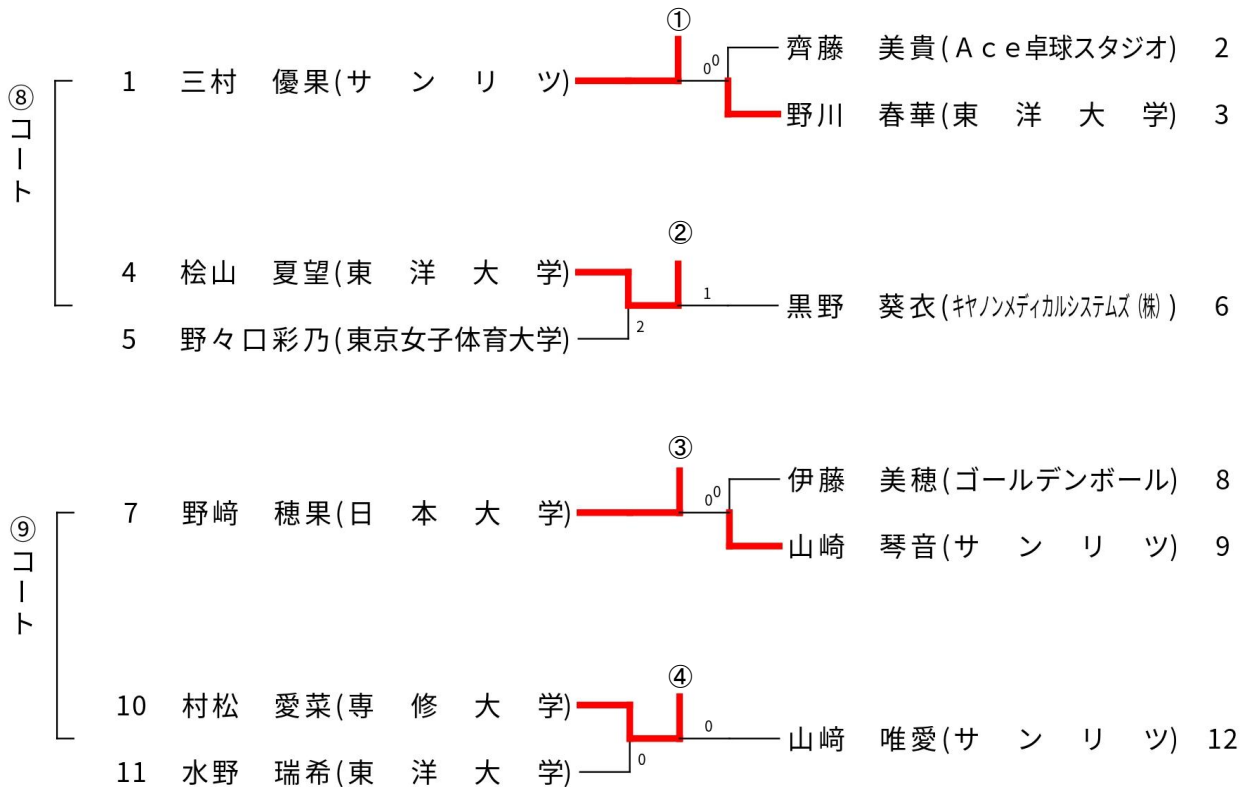 ①
齊藤 美貴(Ace卓球スタジオ) 2
0 0
1 三村 優果(サンリツ)
⑧コート
野川 春華(東洋大学) 3
②
4 桧山 夏望(東洋大学)
1
黒野 葵衣(キヤノンメディカルシステムズ(株)) 6
2
5 野々口彩乃(東京女子体育大学)
③
伊藤 美穂(ゴールデンボール) 8
0 0
7 野﨑 穂果(日本大学)
⑨コート
山崎 琴音(サンリツ) 9
④
10 村松 愛菜(専修大学)
0
山﨑 唯愛(サンリツ) 12
0
11 水野 瑞希(東洋大学)